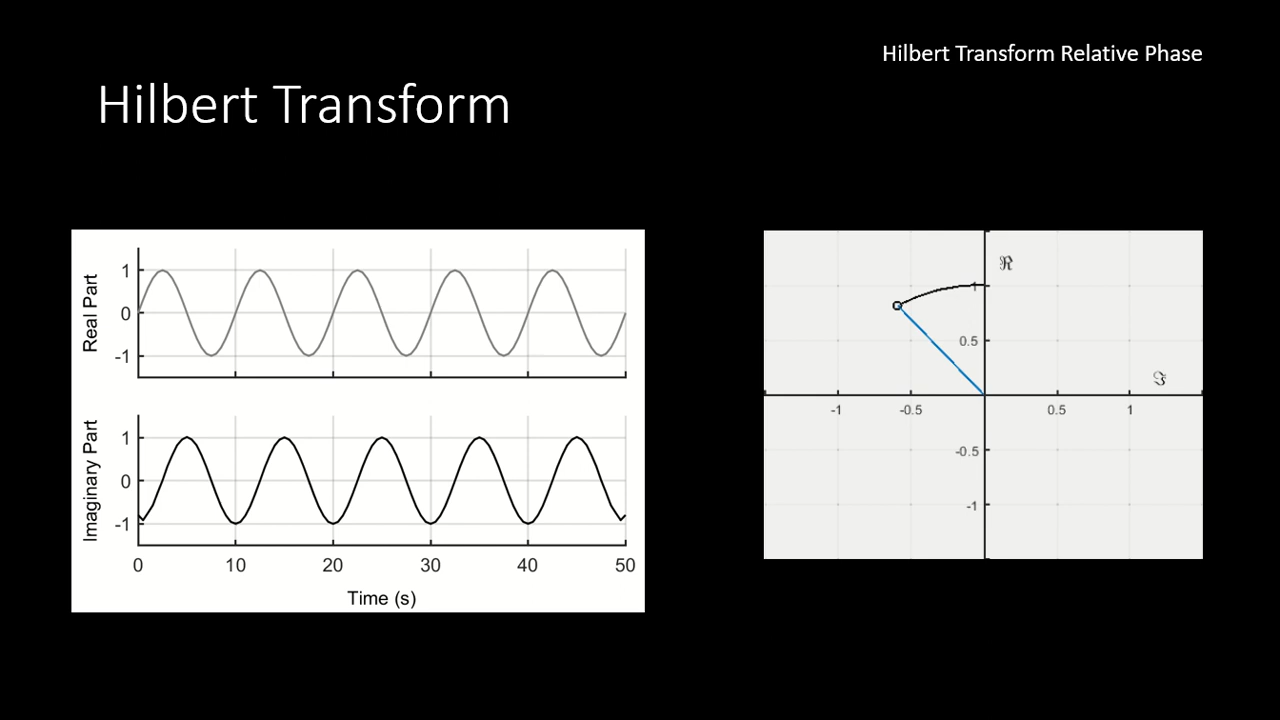 Hilbert Transform Relative Phase
Hilbert Transform
Real Part
1
0
-1
Imaginary Part
1
0
-1
0 10 20 30 40 50
Time (s)
ℜ
1
0.5
ℑ
-1 -0.5 0.5 1
-0.5
-1